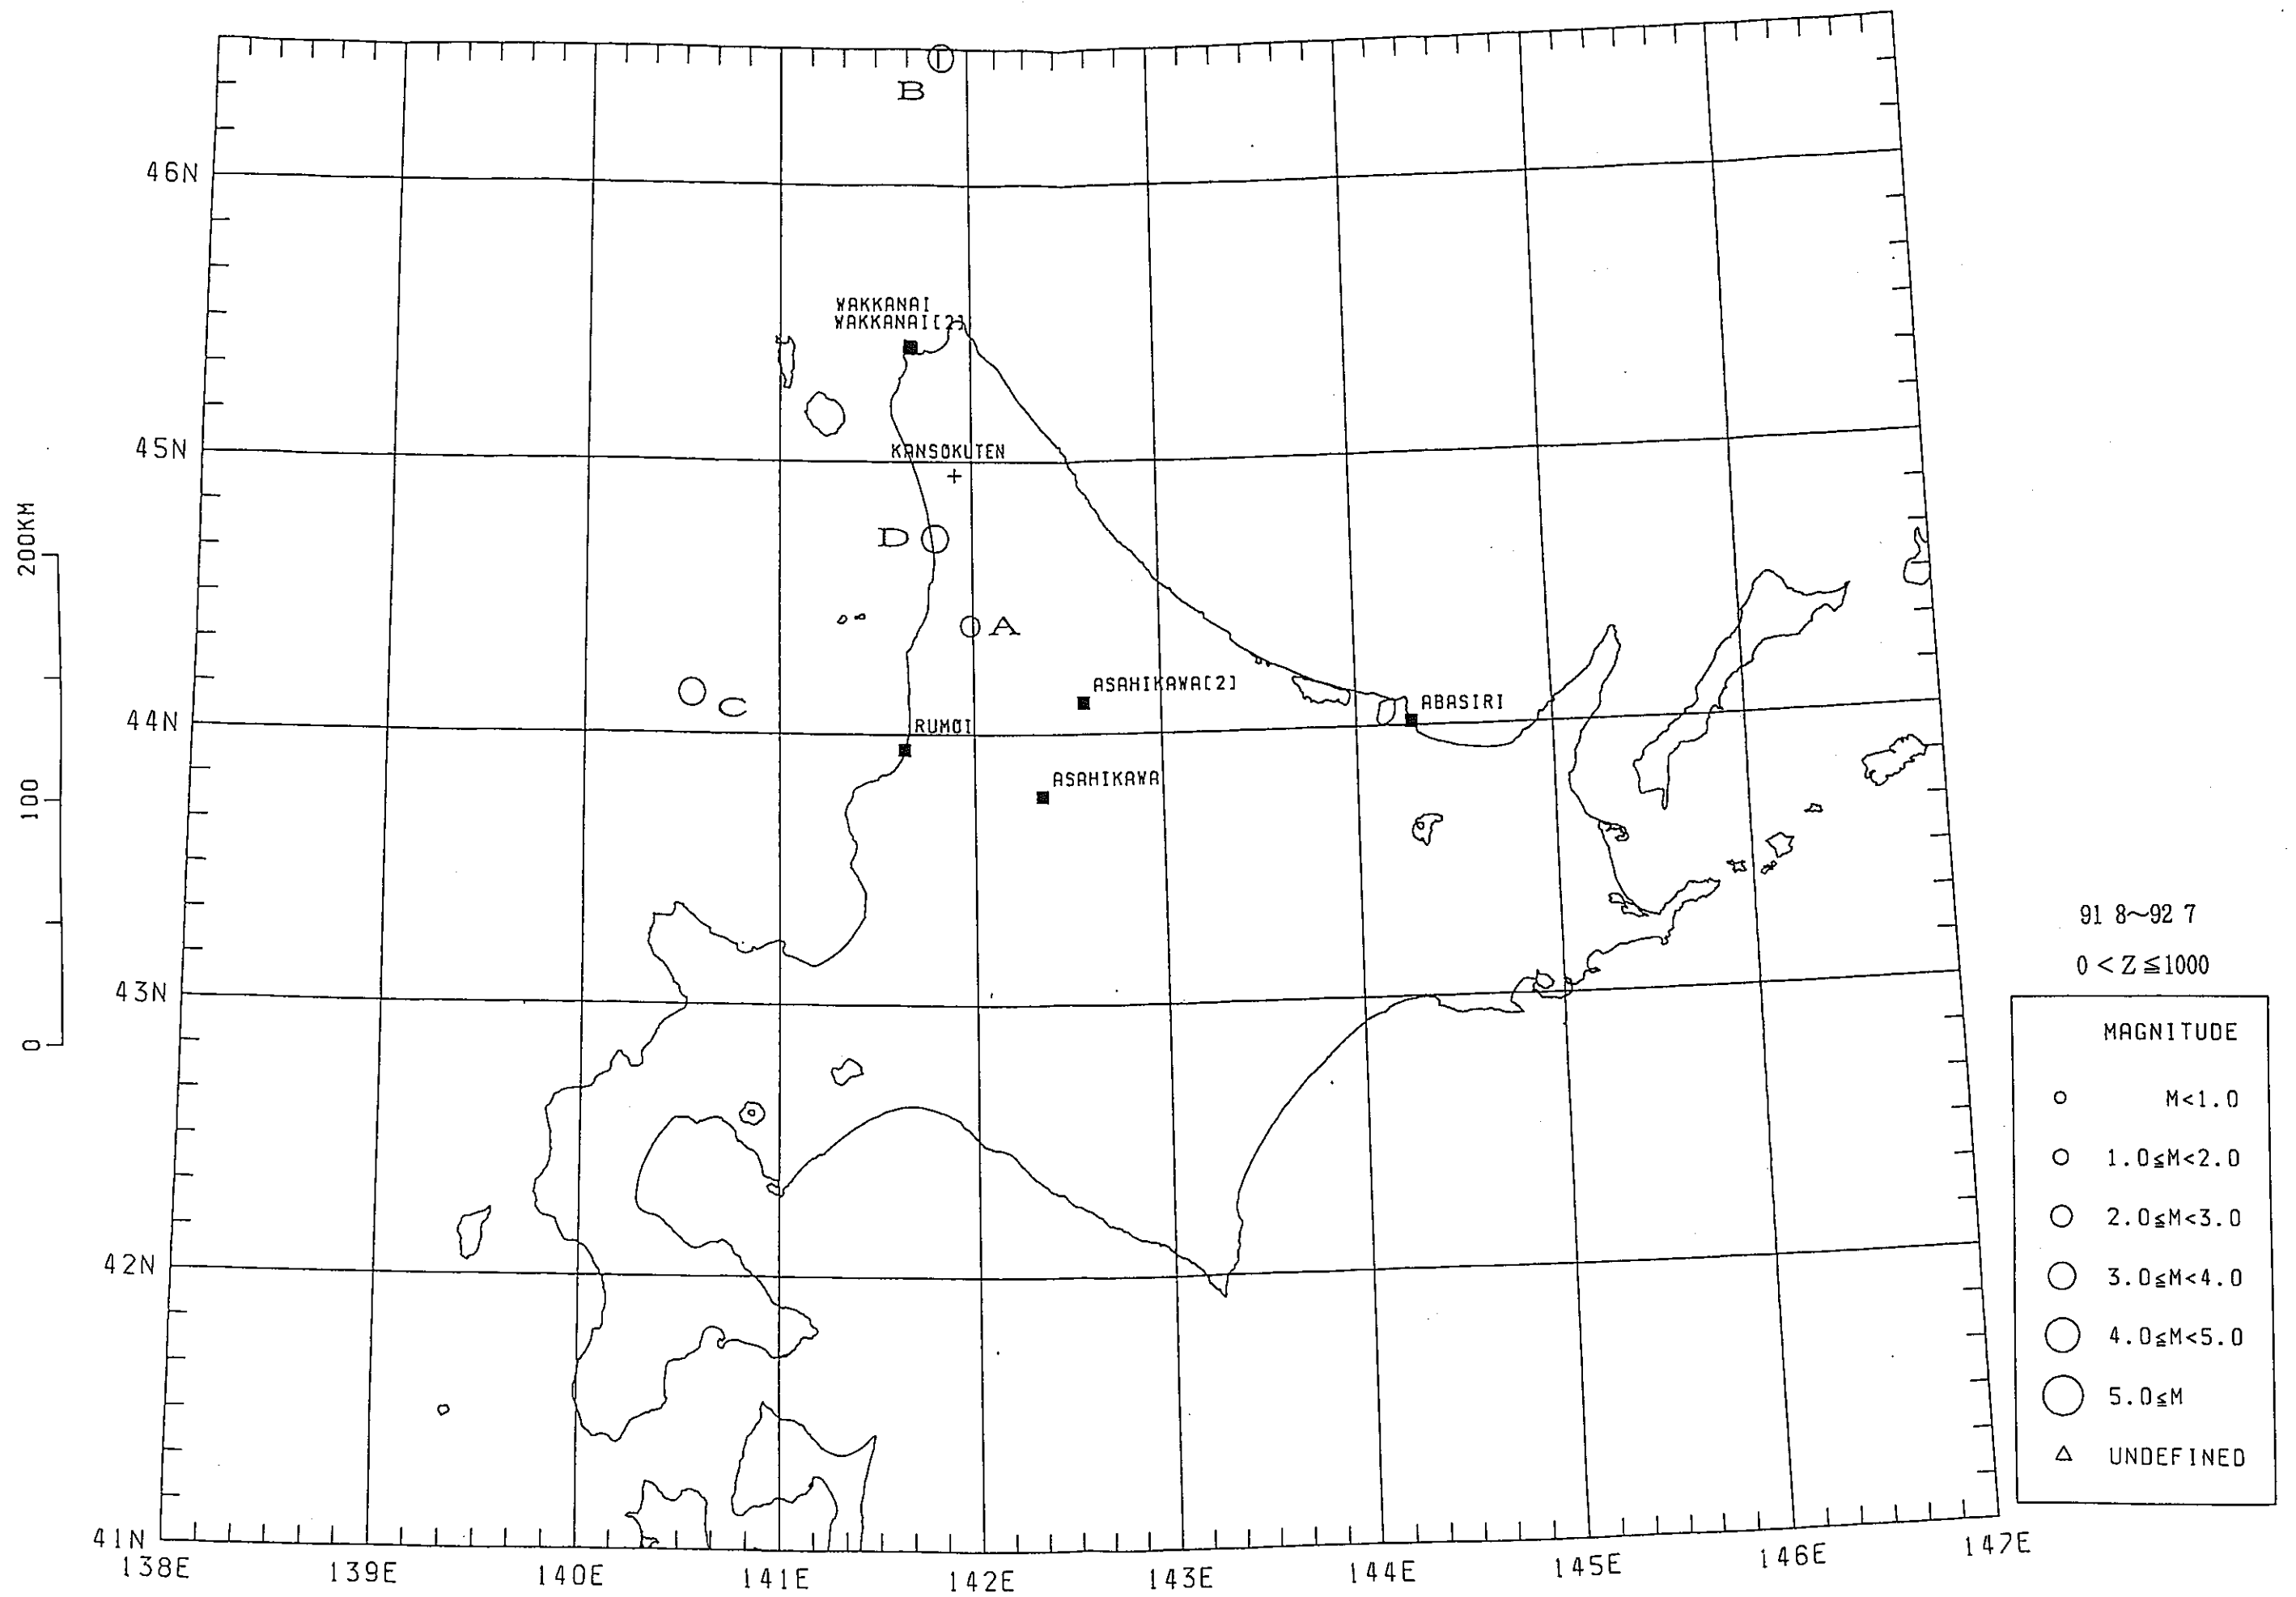 B
46N
WAKKANAI
WAKKANAI[2]
45N
KANSOKUTEN
200KM
D
A
ASAHIKAWA[2]
C
ABASIRI
44N
RUMOI
ASAHIKAWA
100
91 8～92 7
0 < Z ≦1000
43N
0
MAGNITUDE
M<1.0
1.0≦M<2.0
2.0≦M<3.0
42N
3.0≦M<4.0
4.0≦M<5.0
5.0≦M
UNDEFINED
41N
138E
139E
140E
141E
142E
143E
144E
145E
146E
147E